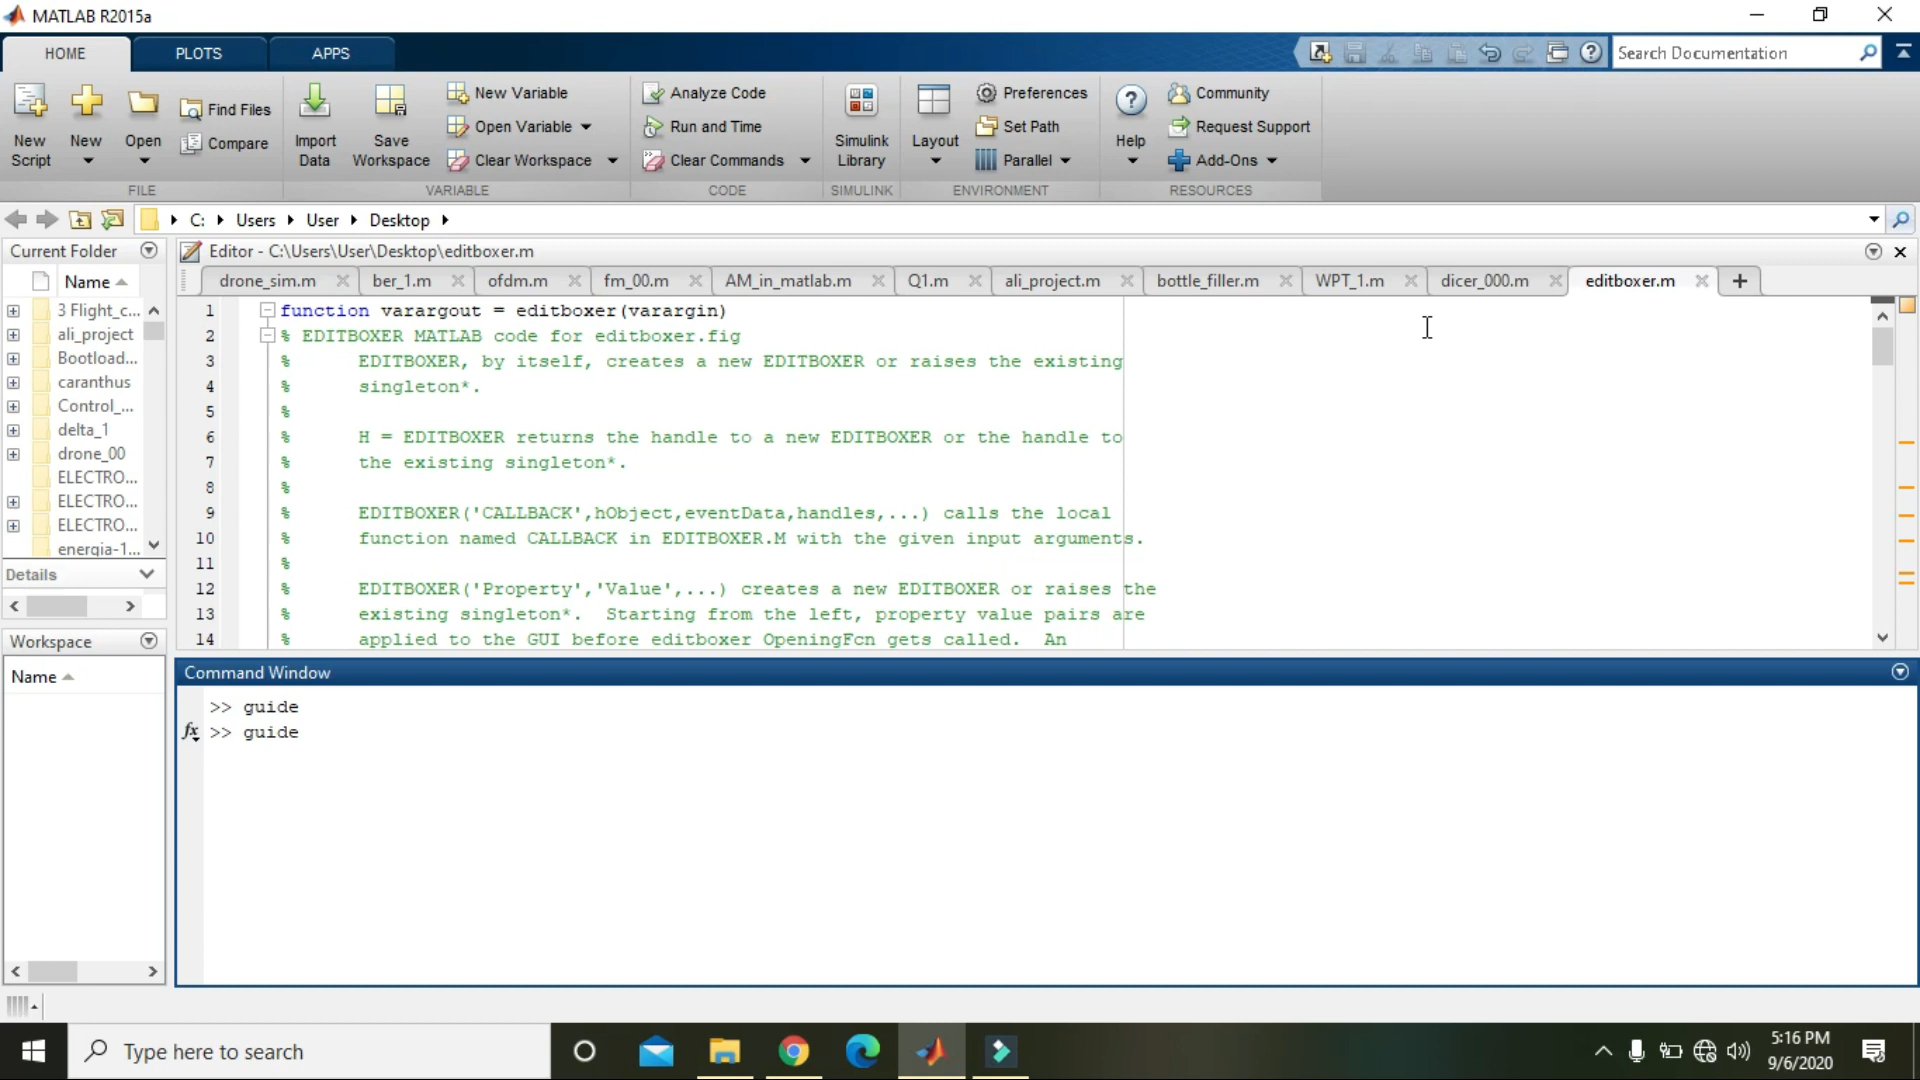 MATLAB R2015a
HOME
PLOTS
APPS
Search Documentation
New Script
New
Open
Find Files
Compare
Import Data
Save Workspace
New Variable
Open Variable
Clear Workspace
Analyze Code
Run and Time
Clear Commands
Simulink Library
Layout
Preferences
Set Path
Parallel
Help
Community
Request Support
Add-Ons
FILE
VARIABLE
CODE
SIMULINK
ENVIRONMENT
RESOURCES
C: Users User Desktop
Current Folder
Name
3 Flight_c...
ali_project
Bootload...
caranthus
Control_...
delta_1
drone_00
ELECTRO...
ELECTRO...
ELECTRO...
energia-1...
Details
Workspace
Name
Editor - C:\Users\User\Desktop\editboxer.m
drone_sim.m
ber_1.m
ofdm.m
fm_00.m
AM_in_matlab.m
Q1.m
ali_project.m
bottle_filler.m
WPT_1.m
dicer_000.m
editboxer.m
1 function varargout = editboxer(varargin)
2 % EDITBOXER MATLAB code for editboxer.fig
3 % EDITBOXER, by itself, creates a new EDITBOXER or raises the existing
4 % singleton*.
5 %
6 % H = EDITBOXER returns the handle to a new EDITBOXER or the handle to
7 % the existing singleton*.
8 %
9 % EDITBOXER('CALLBACK',hObject,eventData,handles,...) calls the local
10 % function named CALLBACK in EDITBOXER.M with the given input arguments.
11 %
12 % EDITBOXER('Property','Value',...) creates a new EDITBOXER or raises the
13 % existing singleton*. Starting from the left, property value pairs are
14 % applied to the GUI before editboxer OpeningFcn gets called. An
Command Window
>> guide
fx >> guide
Type here to search
5:16 PM
9/6/2020